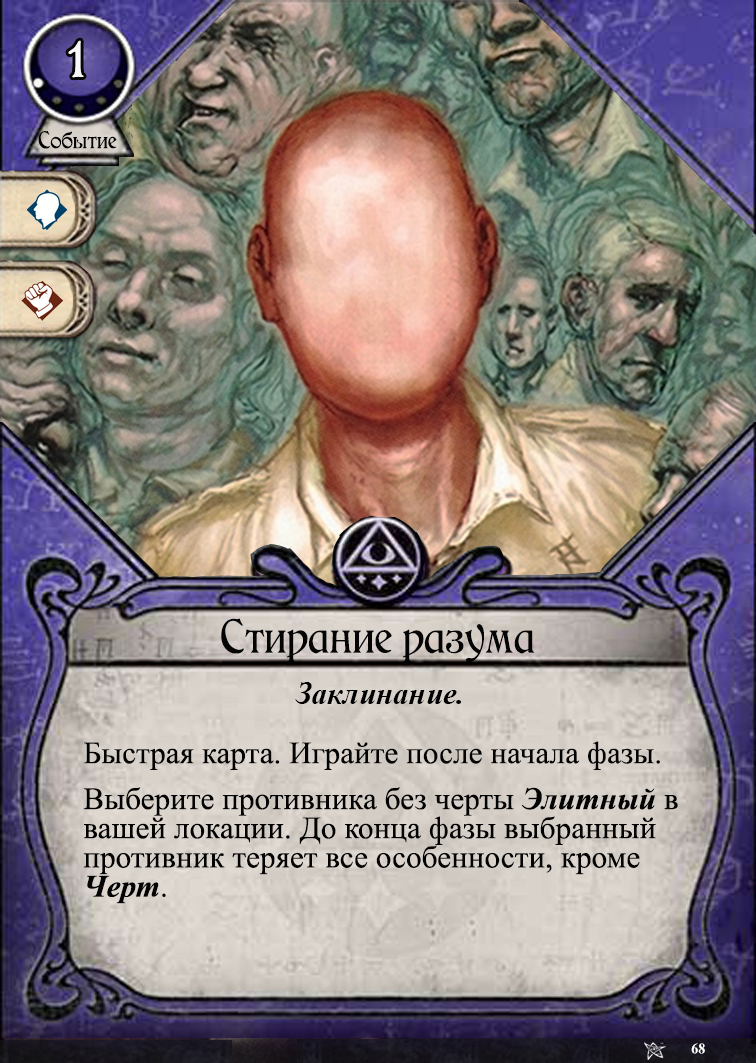 1
Событие
Стирание разума
Заклинание.
Быстрая карта. Играйте после начала фазы.
Выберите противника без черты Элитный в
вашей локации. До конца фазы выбранный
противник теряет все особенности, кроме
Черт.
68